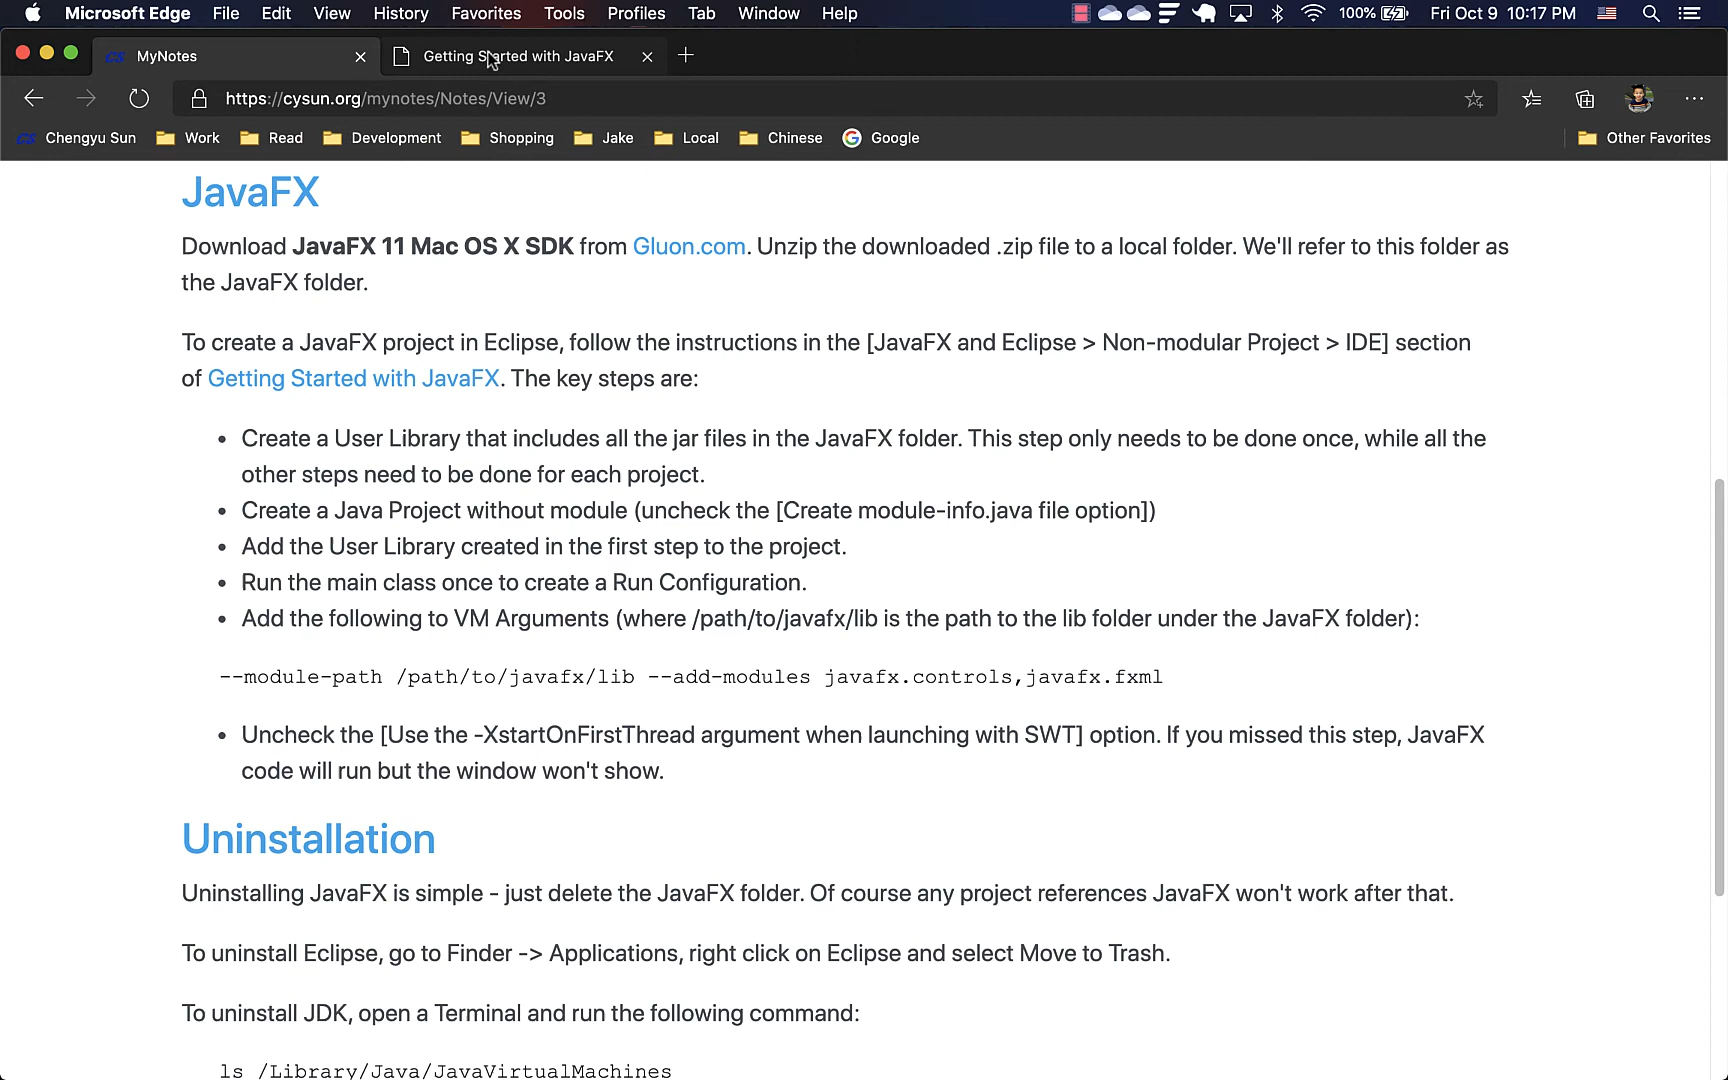 Microsoft Edge File Edit View History Favorites Tools Profiles Tab Window Help 100% Fri Oct 9 10:17 PM
CS MyNotes Getting Started with JavaFX
https://cysun.org/mynotes/Notes/View/3
CS Chengyu Sun Work Read Development Shopping Jake Local Chinese Google Other Favorites
JavaFX
Download JavaFX 11 Mac OS X SDK from Gluon.com. Unzip the downloaded .zip file to a local folder. We'll refer to this folder as
the JavaFX folder.
To create a JavaFX project in Eclipse, follow the instructions in the [JavaFX and Eclipse > Non-modular Project > IDE] section
of Getting Started with JavaFX. The key steps are:
• Create a User Library that includes all the jar files in the JavaFX folder. This step only needs to be done once, while all the
other steps need to be done for each project.
• Create a Java Project without module (uncheck the [Create module-info.java file option])
• Add the User Library created in the first step to the project.
• Run the main class once to create a Run Configuration.
• Add the following to VM Arguments (where /path/to/javafx/lib is the path to the lib folder under the JavaFX folder):
--module-path /path/to/javafx/lib --add-modules javafx.controls,javafx.fxml
• Uncheck the [Use the -XstartOnFirstThread argument when launching with SWT] option. If you missed this step, JavaFX
code will run but the window won't show.
Uninstallation
Uninstalling JavaFX is simple - just delete the JavaFX folder. Of course any project references JavaFX won't work after that.
To uninstall Eclipse, go to Finder -> Applications, right click on Eclipse and select Move to Trash.
To uninstall JDK, open a Terminal and run the following command:
ls /Library/Java/JavaVirtualMachines